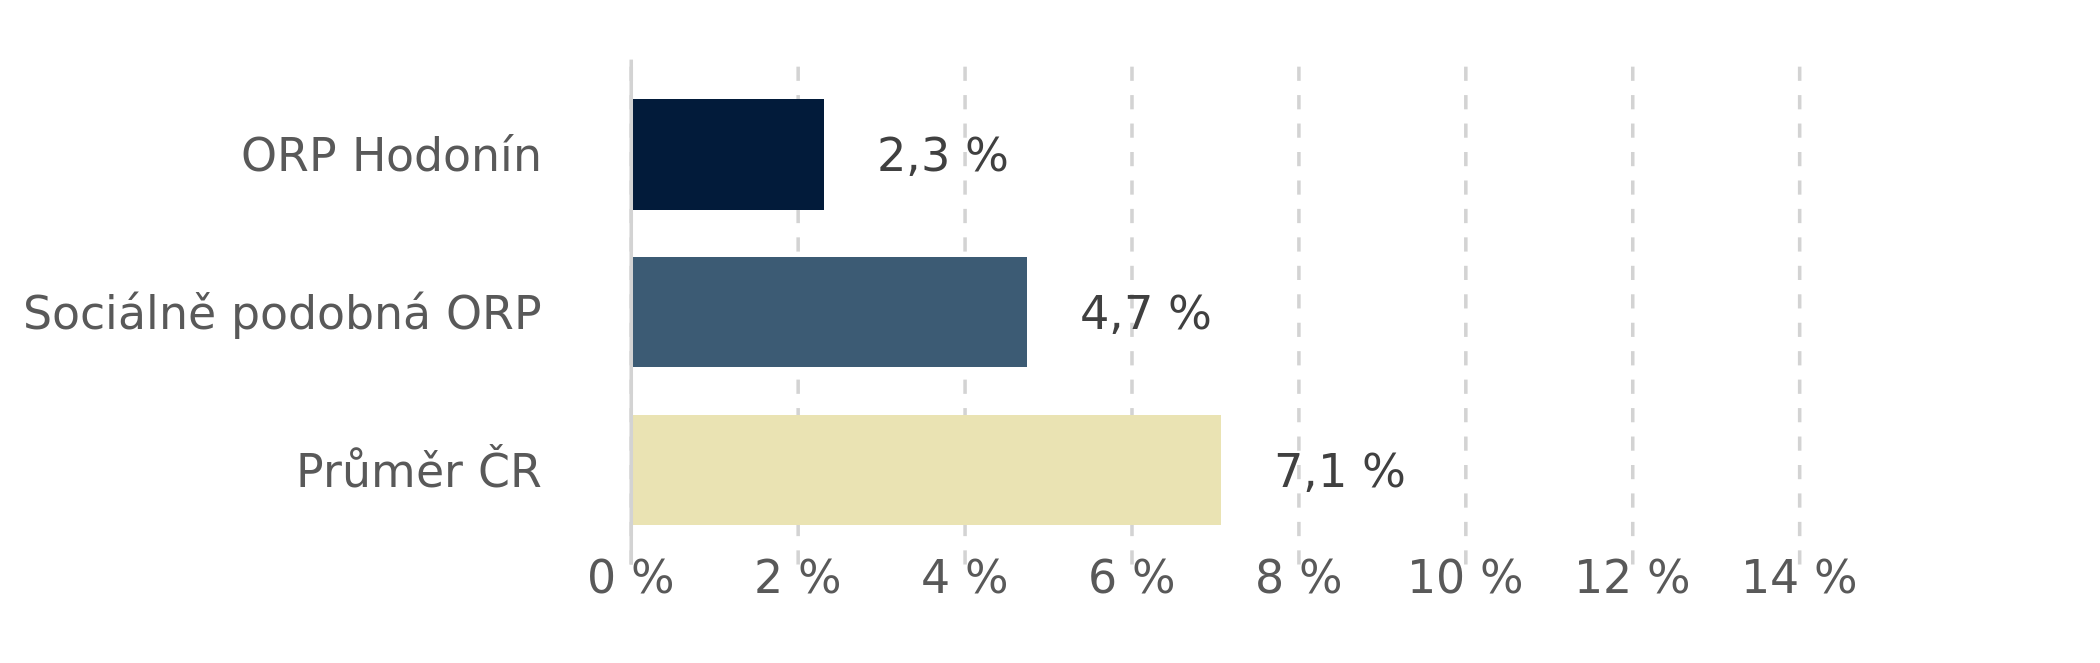 ORP Hodonín
2,3 %
Sociálně podobná ORP
4,7 %
Průměr ČR
7,1 %
0 % 2 % 4 % 6 % 8 % 10 % 12 % 14 %